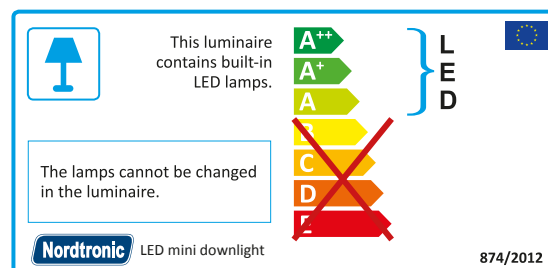 This luminaire
contains built-in
LED lamps.
A++
A+
A
B
C
D
E
L
E
D
The lamps cannot be changed
in the luminaire.
Nordtronic
LED mini downlight
874/2012